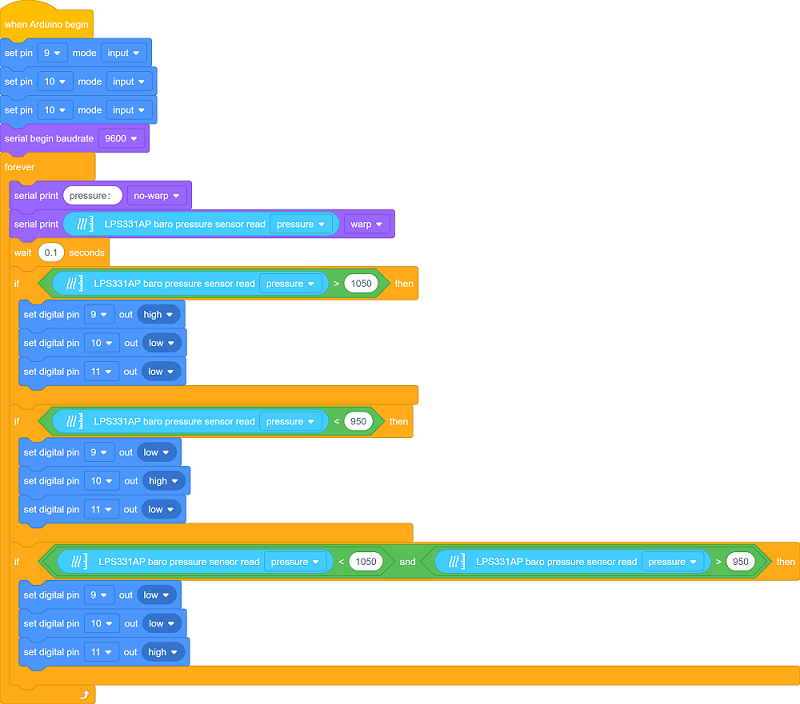 when Arduino begin
set pin 9 mode input
set pin 10 mode input
set pin 10 mode input
serial begin baudrate 9600
forever
serial print pressure: no-warp
serial print LPS331AP baro pressure sensor read pressure warp
wait 0.1 seconds
if LPS331AP baro pressure sensor read pressure > 1050 then
set digital pin 9 out high
set digital pin 10 out low
set digital pin 11 out low
if LPS331AP baro pressure sensor read pressure < 950 then
set digital pin 9 out low
set digital pin 10 out high
set digital pin 11 out low
if LPS331AP baro pressure sensor read pressure < 1050 and LPS331AP baro pressure sensor read pressure > 950 then
set digital pin 9 out low
set digital pin 10 out low
set digital pin 11 out high